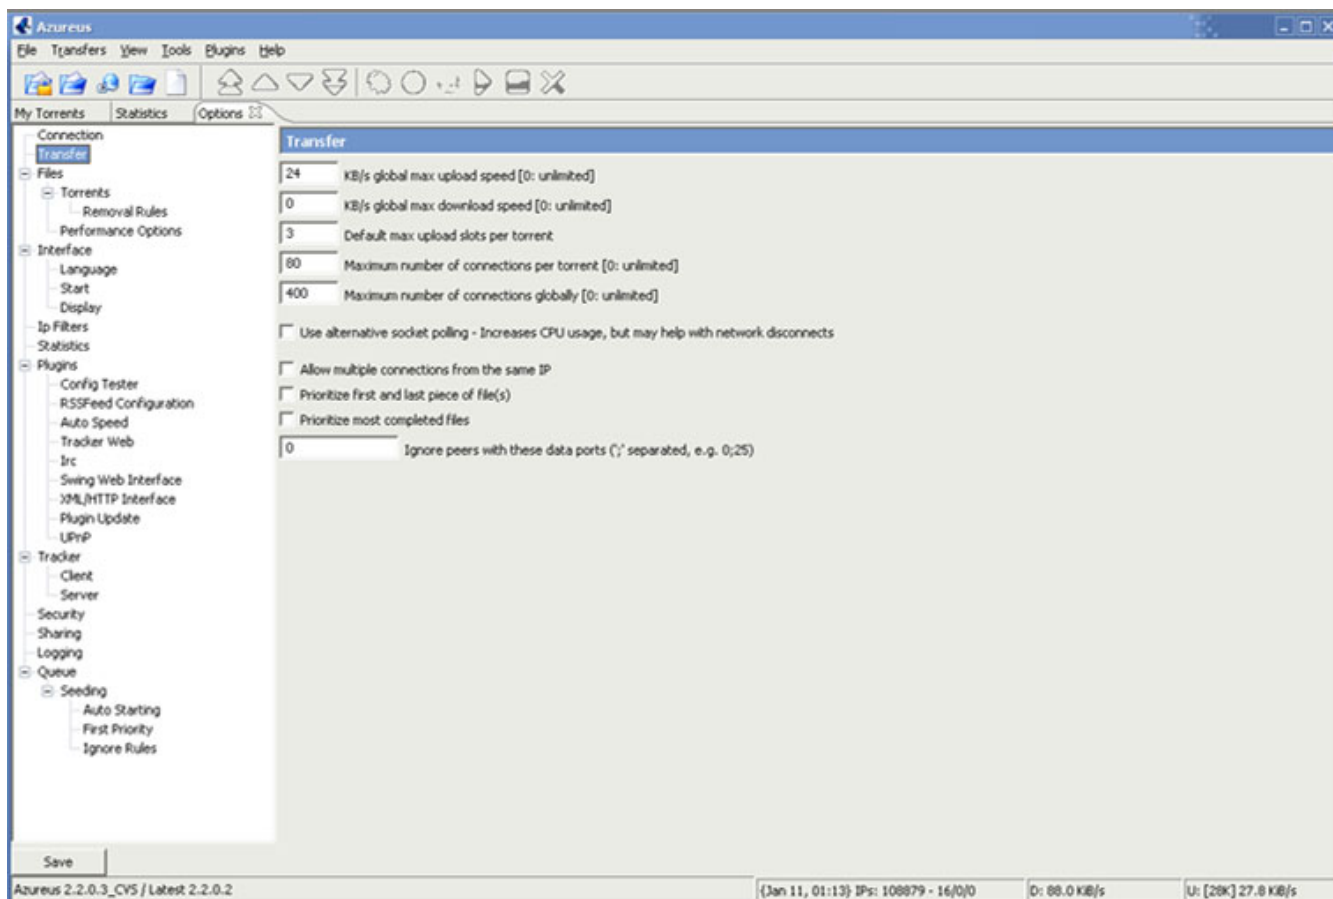 Azureus
File Transfers View Tools Plugins Help
My Torrents Statistics Options
Connection
Transfer
Files
Torrents
Removal Rules
Performance Options
Interface
Language
Start
Display
Ip Filters
Statistics
Plugins
Config Tester
RSSFeed Configuration
Auto Speed
Tracker Web
Irc
Swing Web Interface
XML/HTTP Interface
Plugin Update
UPnP
Tracker
Client
Server
Security
Sharing
Logging
Queue
Seeding
Auto Starting
First Priority
Ignore Rules
Save
Transfer
24 KB/s global max upload speed [0: unlimited]
0 KB/s global max download speed [0: unlimited]
3 Default max upload slots per torrent
80 Maximum number of connections per torrent [0: unlimited]
400 Maximum number of connections globally [0: unlimited]
Use alternative socket polling - Increases CPU usage, but may help with network disconnects
Allow multiple connections from the same IP
Prioritize first and last piece of file(s)
Prioritize most completed files
0 Ignore peers with these data ports (';' separated, e.g. 0;25)
Azureus 2.2.0.3_CVS / Latest 2.2.0.2 {Jan 11, 01:13} IPs: 108879 - 16/0/0 D: 88.0 KiB/s U: [28K] 27.8 KiB/s